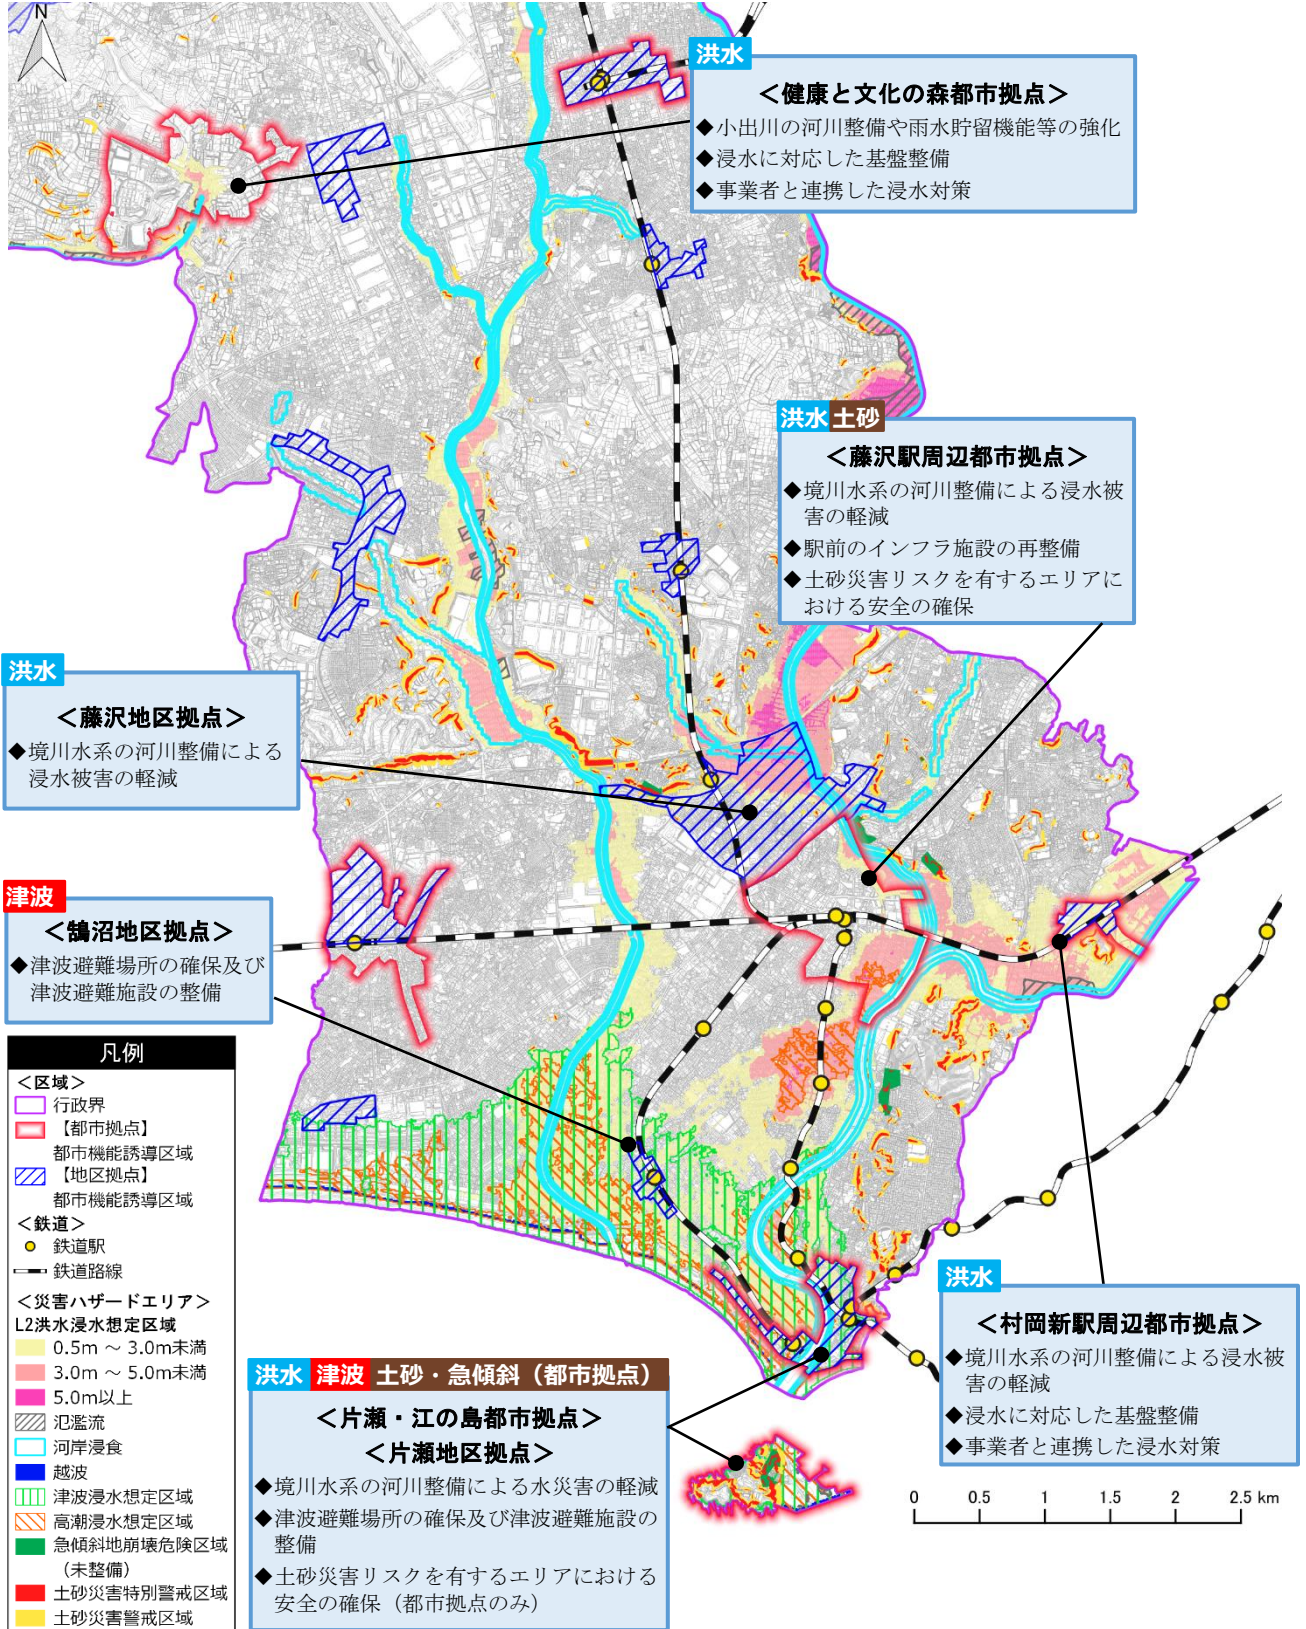 N
洪水
＜健康と文化の森都市拠点＞
◆小出川の河川整備や雨水貯留機能等の強化
◆浸水に対応した基盤整備
◆事業者と連携した浸水対策
洪水 土砂
＜藤沢駅周辺都市拠点＞
◆境川水系の河川整備による浸水被
害の軽減
◆駅前のインフラ施設の再整備
◆土砂災害リスクを有するエリアに
おける安全の確保
洪水
＜藤沢地区拠点＞
◆境川水系の河川整備による
浸水被害の軽減
津波
＜鵠沼地区拠点＞
◆津波避難場所の確保及び
津波避難施設の整備
凡例
＜区域＞
行政界
【都市拠点】
都市機能誘導区域
【地区拠点】
都市機能誘導区域
＜鉄道＞
鉄道駅
鉄道路線
＜災害ハザードエリア＞
L2洪水浸水想定区域
0.5m ～ 3.0m未満
3.0m ～ 5.0m未満
5.0m以上
氾濫流
河岸浸食
越波
津波浸水想定区域
高潮浸水想定区域
急傾斜地崩壊危険区域
（未整備）
土砂災害特別警戒区域
土砂災害警戒区域
洪水 津波 土砂・急傾斜（都市拠点）
＜片瀬・江の島都市拠点＞
＜片瀬地区拠点＞
◆境川水系の河川整備による水災害の軽減
◆津波避難場所の確保及び津波避難施設の
整備
◆土砂災害リスクを有するエリアにおける
安全の確保（都市拠点のみ）
洪水
＜村岡新駅周辺都市拠点＞
◆境川水系の河川整備による浸水被
害の軽減
◆浸水に対応した基盤整備
◆事業者と連携した浸水対策
0 0.5 1 1.5 2 2.5 km